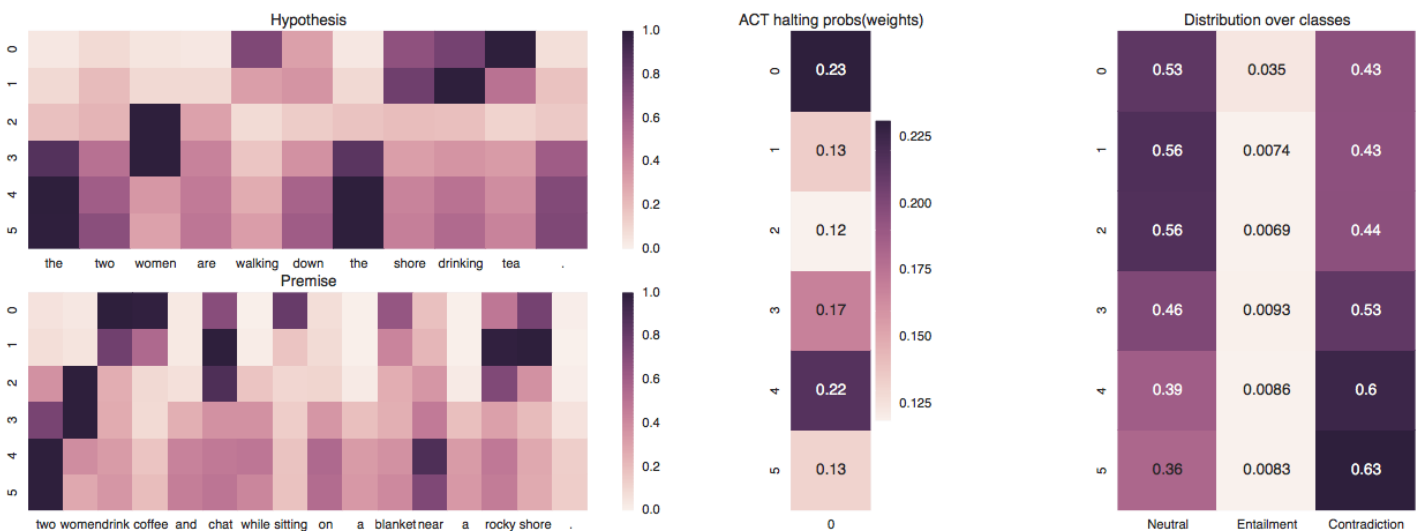 Hypothesis
0
1
2
3
4
5
the two women are walking down the shore drinking tea .
1.0
0.8
0.6
0.4
0.2
0.0
Premise
0
1
2
3
4
5
two women drink coffee and chat while sitting on a blanket near a rocky shore .
1.0
0.8
0.6
0.4
0.2
0.0
ACT halting probs(weights)
0 0.23
1 0.13
2 0.12
3 0.17
4 0.22
5 0.13
0
0.225
0.200
0.175
0.150
0.125
Distribution over classes
0 0.53 0.035 0.43
1 0.56 0.0074 0.43
2 0.56 0.0069 0.44
3 0.46 0.0093 0.53
4 0.39 0.0086 0.6
5 0.36 0.0083 0.63
Neutral Entailment Contradiction